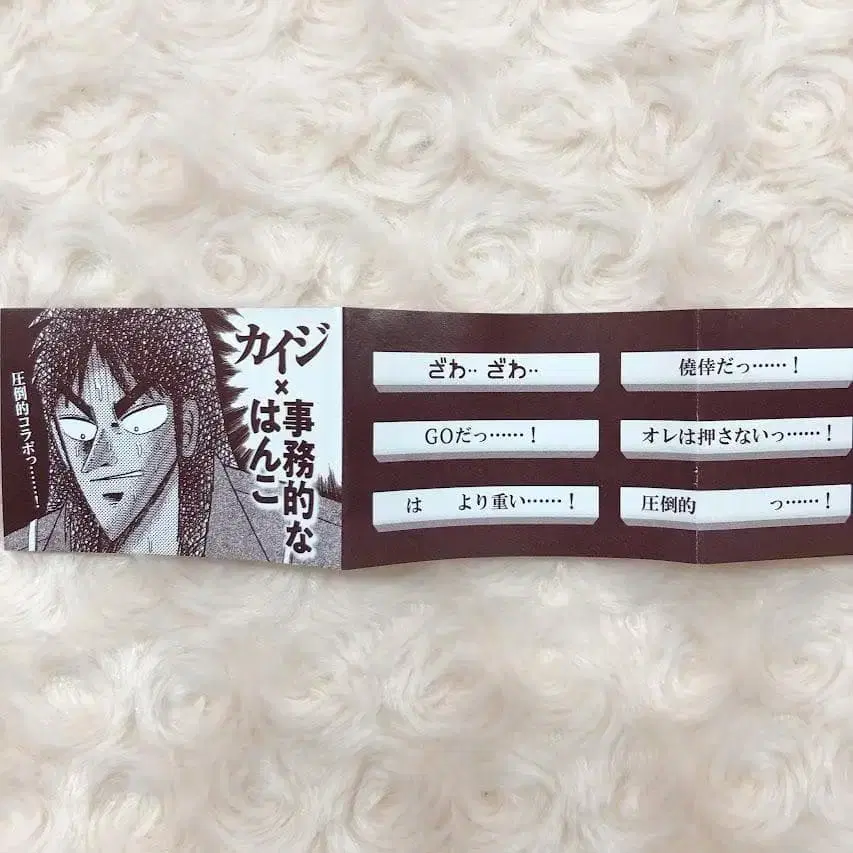 カイジ
×
事務的な
はんこ
圧倒的コラボっ……！
ざわ‥ ざわ‥
僥倖だっ……！
GOだっ……！
オレは押さないっ……！
は　　より重い……！
圧倒的　　　っ……！